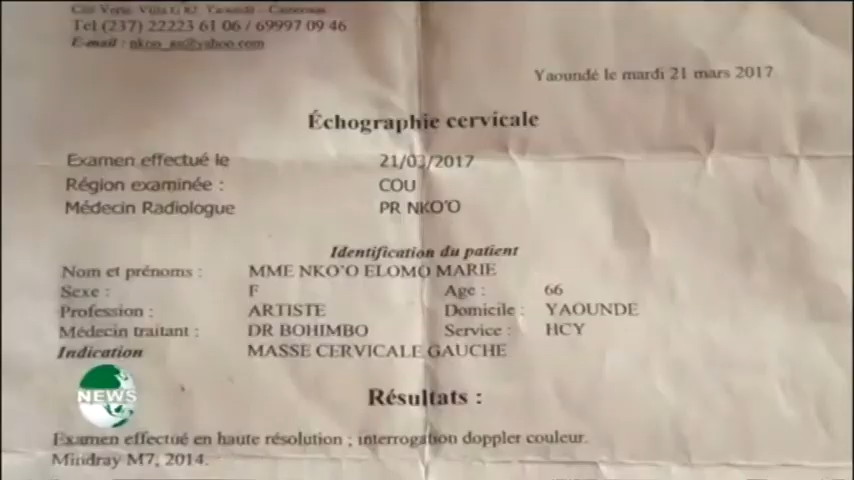 Tel (237) 22223 61 06 / 69997 09 46
E-mail : nkoo_aa@yahoo.com
Yaoundé le mardi 21 mars 2017
Échographie cervicale
Examen effectué le 21/03/2017
Région examinée : COU
Médecin Radiologue PR NKO'O
Identification du patient
Nom et prénoms : MME NKO'O ELOMO MARIE
Sexe : F Age : 66
Profession : ARTISTE Domicile : YAOUNDE
Médecin traitant : DR BOHIMBO Service : HCY
Indication MASSE CERVICALE GAUCHE
NEWS
Résultats :
Examen effectué en haute résolution ; interrogation doppler couleur.
Mindray M7, 2014.